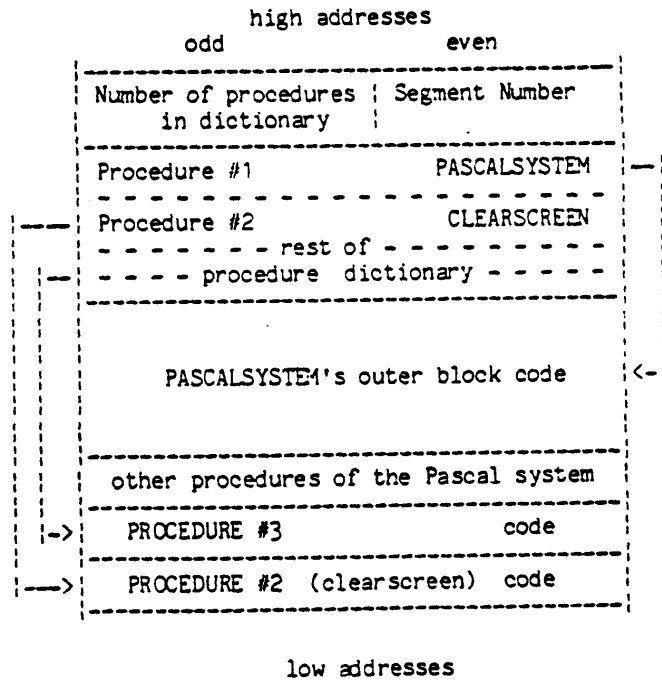 high addresses
odd even
Number of procedures Segment Number
in dictionary
Procedure #1 PASCALSYSTEM
Procedure #2 CLEARSCREEN
rest of
procedure dictionary
PASCALSYSTEM's outer block code
other procedures of the Pascal system
PROCEDURE #3 code
PROCEDURE #2 (clearscreen) code
low addresses